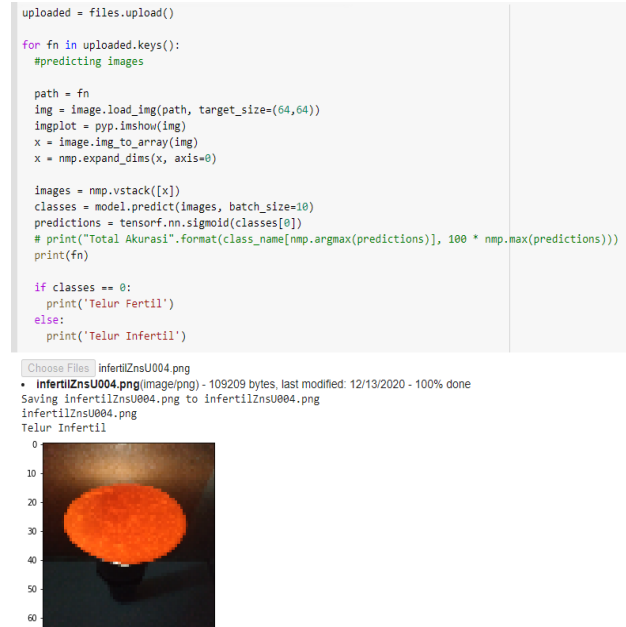 uploaded = files.upload()
for fn in uploaded.keys():
  #predicting images
  path = fn
  img = image.load_img(path, target_size=(64,64))
  imgplot = pyp.imshow(img)
  x = image.img_to_array(img)
  x = nmp.expand_dims(x, axis=0)
  images = nmp.vstack([x])
  classes = model.predict(images, batch_size=10)
  predictions = tensorf.nn.sigmoid(classes[0])
  # print("Total Akurasi".format(class_name[nmp.argmax(predictions)], 100 * nmp.max(predictions)))
  print(fn)
  if classes == 0:
    print('Telur Fertil')
  else:
    print('Telur Infertil')
Choose Files infertilZnsU004.png
• infertilZnsU004.png(image/png) - 109209 bytes, last modified: 12/13/2020 - 100% done
Saving infertilZnsU004.png to infertilZnsU004.png
infertilZnsU004.png
Telur Infertil
0
10
20
30
40
50
60